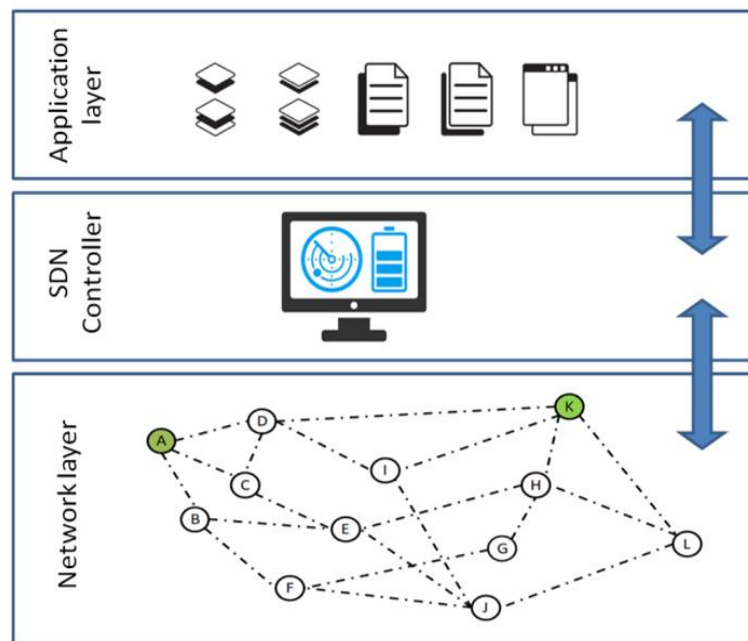 Application
layer
SDN
Controller
Network layer
A
D
K
C
I
H
B
E
G
L
F
J